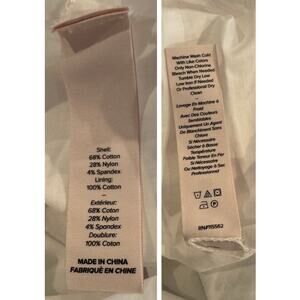 Shell:
68% Cotton
28% Nylon
4% Spandex
Lining:
100% Cotton
—
Extérieur:
68% Coton
28% Nylon
4% Spandex
Doublure:
100% Coton
MADE IN CHINA
FABRIQUÉ EN CHINE
Machine Wash Cold
With Like Colors
Only Non-Chlorine
Bleach When Needed
Tumble Dry Low
Low Iron If Needed
Or Professional Dry
Clean
—
Lavage En Machine à
Froid
Avec Des Couleurs
Semblables
Uniquement Un Agent
De Blanchiment Sans
Chlore
Si Nécessaire
Sécher à Basse
Température
Faible Teneur En Fer
Si Nécessaire
Ou Nettoyage à Sec
Professionnel
RN#115562